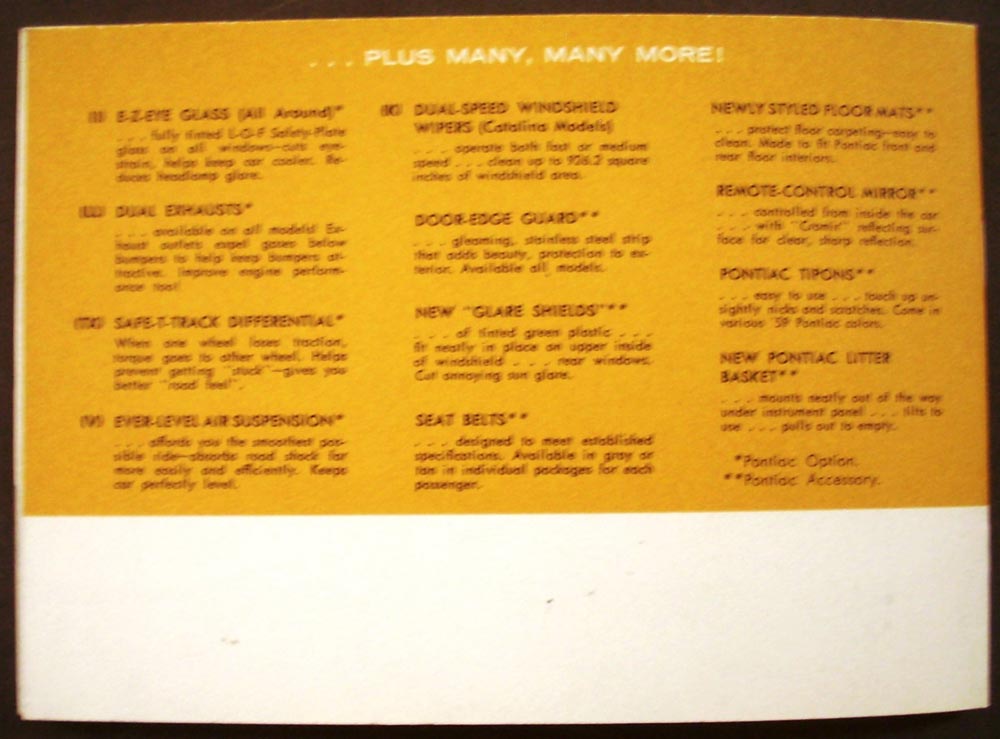 . . . PLUS MANY, MANY MORE!
(I) E-Z-EYE GLASS (All Around)*
. . . fully tinted L-O-F Safety-Plate
glass on all windows—cuts eye-
strain, helps keep car cooler. Re-
duces headlamp glare.
DUAL EXHAUSTS*
. . . available on all models! Ex-
haust outlets expel gases below
bumpers to help keep bumpers at-
tractive. Improve engine perform-
ance too!
SAFE-T-TRACK DIFFERENTIAL*
When one wheel loses traction,
torque goes to other wheel. Helps
prevent getting "stuck"—gives you
better "road feel".
(V) EVER-LEVEL AIR SUSPENSION*
. . . affords you the smoothest pos-
sible ride—absorbs road shock far
more easily and efficiently. Keeps
car perfectly level.
(K) DUAL-SPEED WINDSHIELD
WIPERS (Catalina Models)
. . . operate both fast or medium
speed . . . clean up to 926.2 square
inches of windshield area.
DOOR-EDGE GUARD**
. . . gleaming, stainless steel strip
that adds beauty, protection to ex-
terior. Available all models.
NEW "GLARE SHIELDS"**
. . . of tinted green plastic . . .
fit neatly in place on upper inside
of windshield . . . rear windows.
Cut annoying sun glare.
SEAT BELTS**
. . . designed to meet established
specifications. Available in gray or
tan in individual packages for each
passenger.
NEWLY STYLED FLOOR MATS**
. . . protect floor carpeting—easy to
clean. Made to fit Pontiac front and
rear floor interiors.
REMOTE-CONTROL MIRROR**
. . . controlled from inside the car
. . . with "Cromir" reflecting sur-
face for clear, sharp reflection.
PONTIAC TIPONS**
. . . easy to use . . . touch up un-
sightly nicks and scratches. Come in
various '59 Pontiac colors.
NEW PONTIAC LITTER
BASKET**
. . . mounts neatly out of the way
under instrument panel . . . tilts to
use . . . pulls out to empty.
*Pontiac Option.
**Pontiac Accessory.